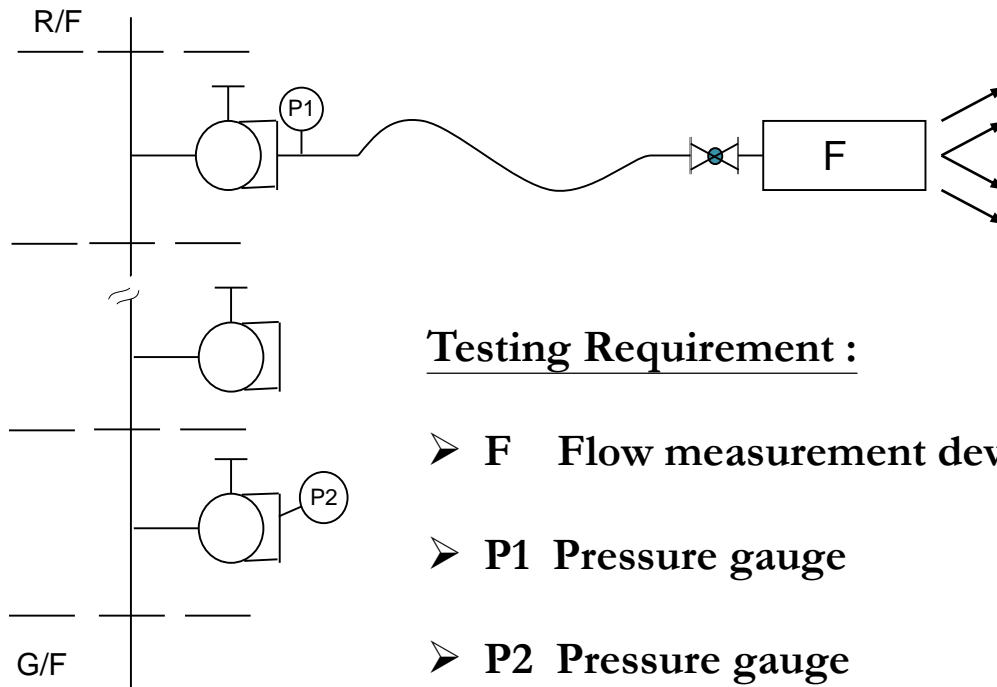 R/F
P1
F
Testing Requirement :
➤ F Flow measurement dev
P2
➤ P1 Pressure gauge
G/F
➤ P2 Pressure gauge